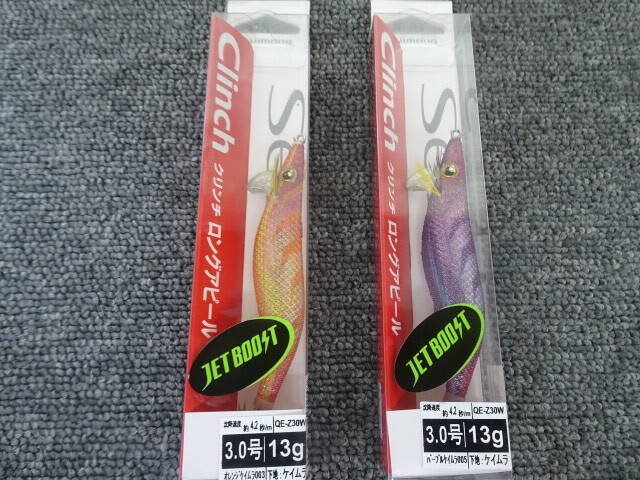 Clinch
クリンチ ロングアピール
Se
JET BOOST
沈降速度 約4.2秒/m
QE-Z30W
3.0号
13g
オレンジケイムラ003
下地:ケイムラ
Clinch
クリンチ ロングアピール
Se
JET BOOST
沈降速度 約4.2秒/m
QE-Z30W
3.0号
13g
パープルケイムラ005
下地:ケイムラ